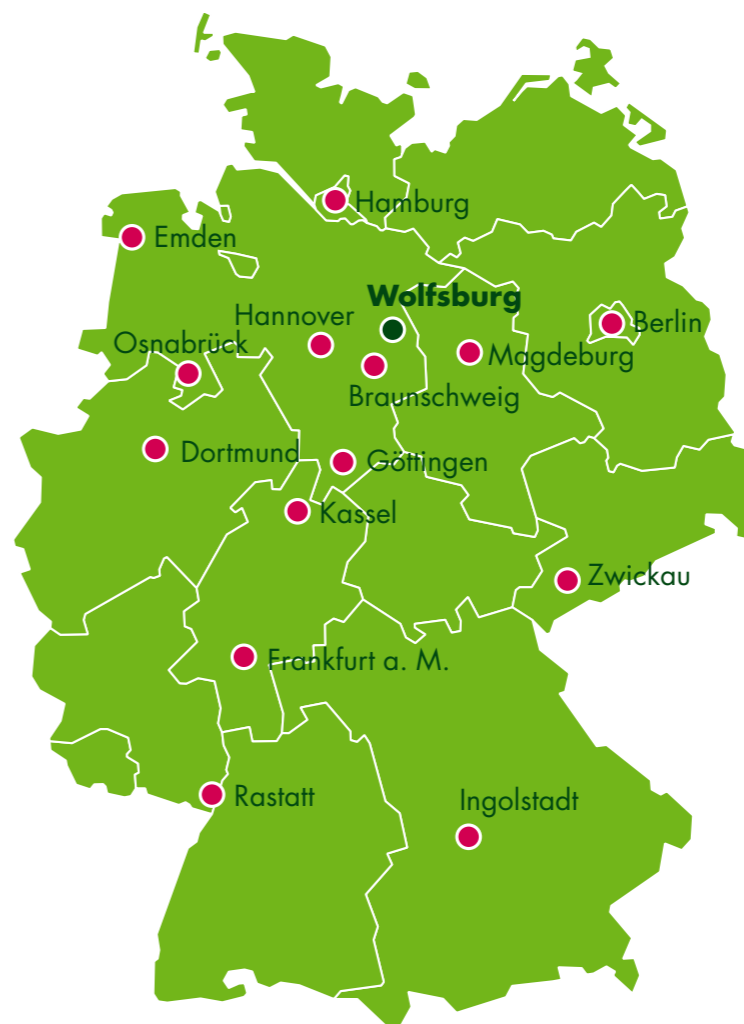 Hamburg
Emden
Wolfsburg
Hannover
Berlin
Osnabrück
Magdeburg
Braunschweig
Dortmund
Göttingen
Kassel
Zwickau
Frankfurt a. M.
Rastatt
Ingolstadt